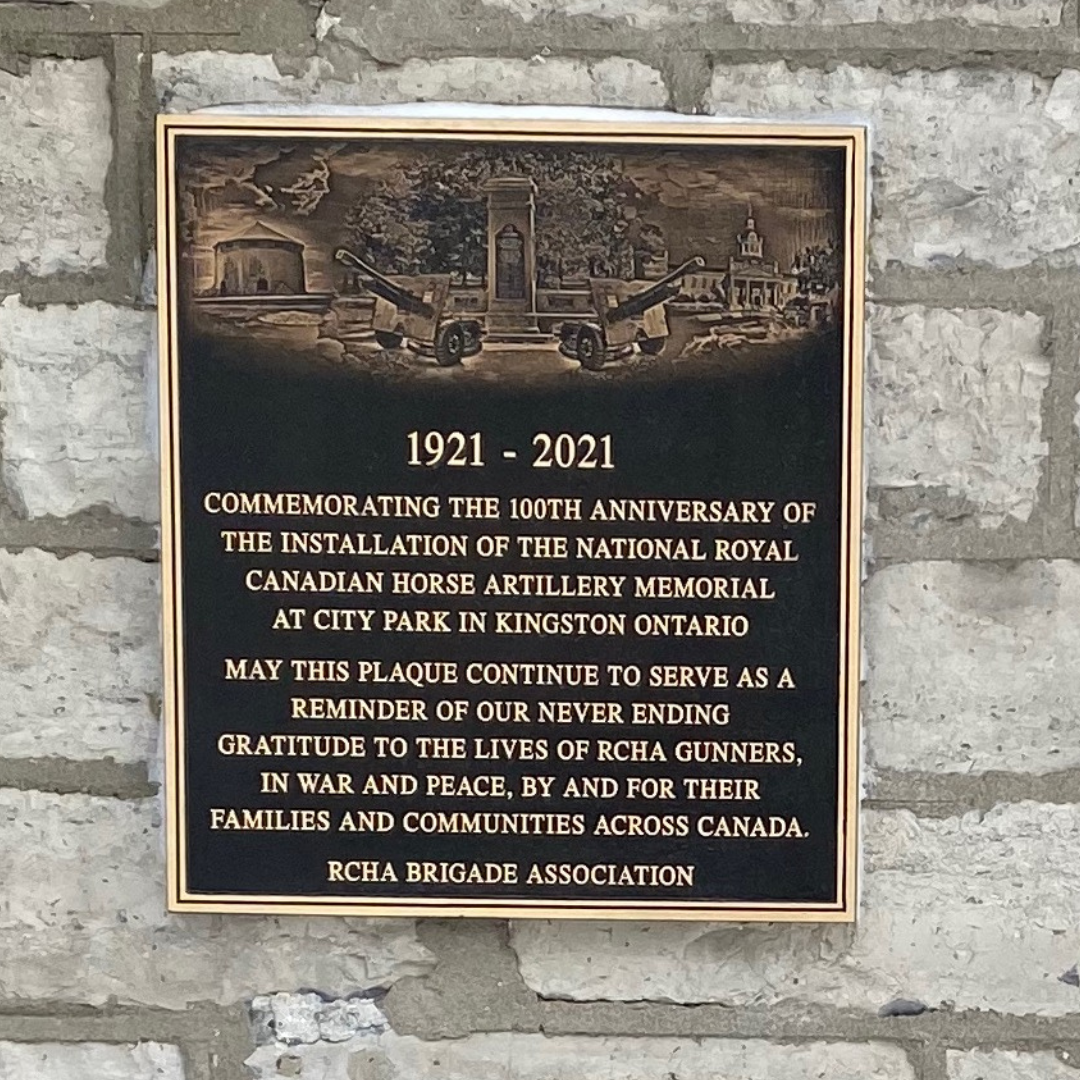 1921 - 2021
COMMEMORATING THE 100TH ANNIVERSARY OF
THE INSTALLATION OF THE NATIONAL ROYAL
CANADIAN HORSE ARTILLERY MEMORIAL
AT CITY PARK IN KINGSTON ONTARIO
MAY THIS PLAQUE CONTINUE TO SERVE AS A
REMINDER OF OUR NEVER ENDING
GRATITUDE TO THE LIVES OF RCHA GUNNERS,
IN WAR AND PEACE, BY AND FOR THEIR
FAMILIES AND COMMUNITIES ACROSS CANADA.
RCHA BRIGADE ASSOCIATION